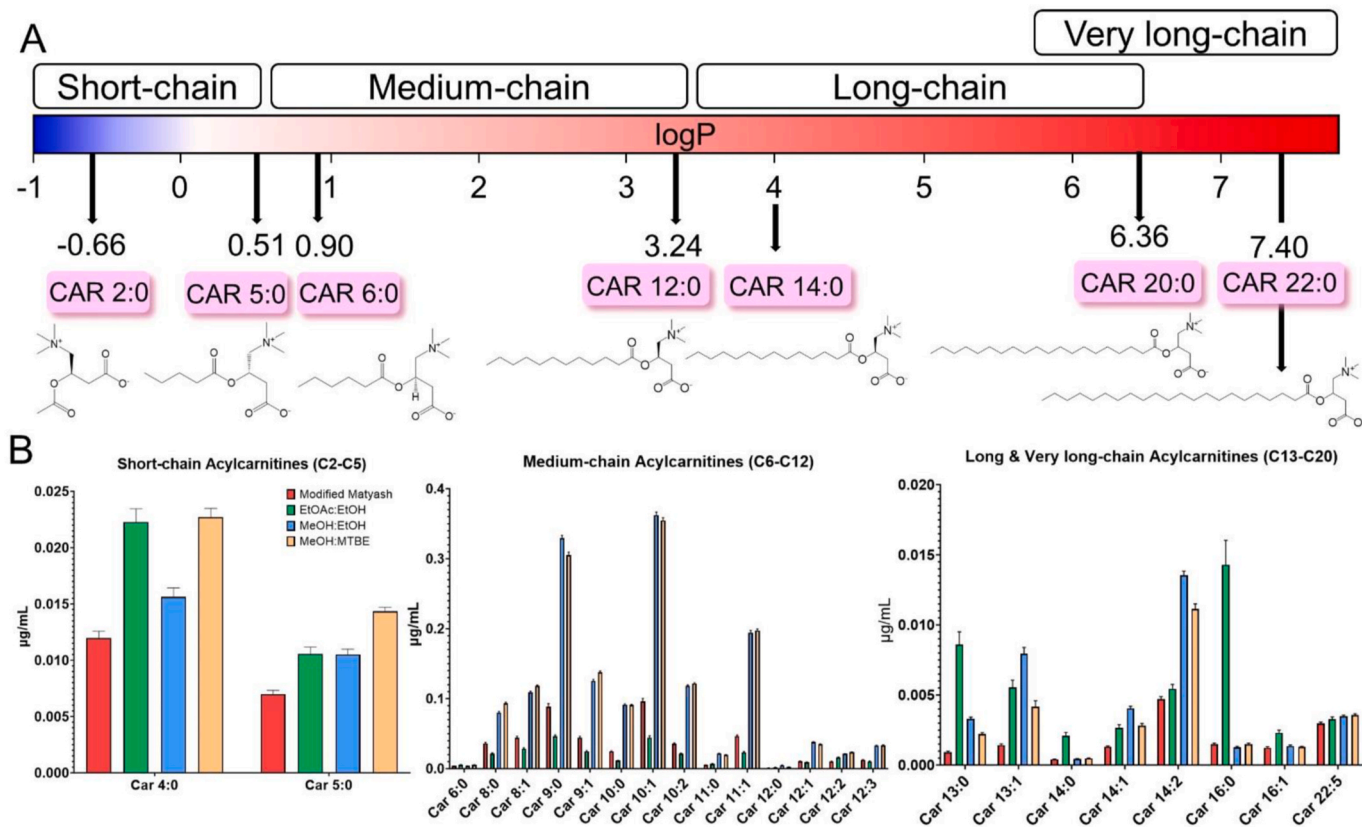 A
Very long-chain
Short-chain Medium-chain Long-chain
logP
-1 0 1 2 3 4 5 6 7
-0.66 0.51 0.90 3.24 6.36 7.40
CAR 2:0 CAR 5:0 CAR 6:0 CAR 12:0 CAR 14:0 CAR 20:0 CAR 22:0
N⁺ O O O O⁻
O O N⁺ O O⁻
O O N⁺ H O O⁻
O O N⁺ O O⁻
O O N⁺ O O⁻
O O N⁺ O O⁻
O O N⁺ O O
B
Short-chain Acylcarnitines (C2-C5)
µg/mL
0.025
0.020
0.015
0.010
0.005
0.000
Modified Matyash
EtOAc:EtOH
MeOH:EtOH
MeOH:MTBE
Car 4:0 Car 5:0
Medium-chain Acylcarnitines (C6-C12)
µg/mL
0.4
0.3
0.2
0.1
0.0
Car 6:0 Car 8:0 Car 8:1 Car 9:0 Car 9:1 Car 10:0 Car 10:1 Car 10:2 Car 11:0 Car 11:1 Car 12:0 Car 12:1 Car 12:2 Car 12:3
Long & Very long-chain Acylcarnitines (C13-C20)
µg/mL
0.020
0.015
0.010
0.005
0.000
Car 13:0 Car 13:1 Car 14:0 Car 14:1 Car 14:2 Car 16:0 Car 16:1 Car 22:5